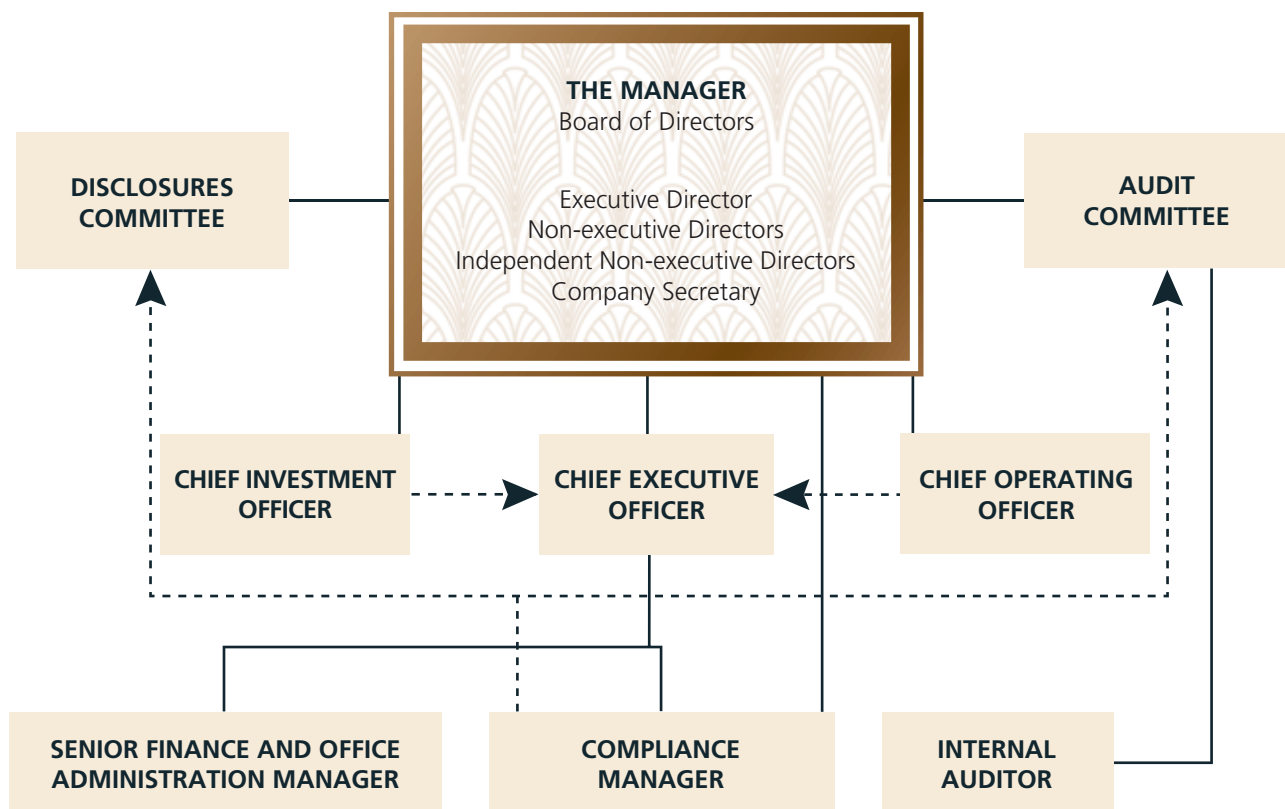 THE MANAGER
Board of Directors
Executive Director
Non-executive Directors
Independent Non-executive Directors
Company Secretary
DISCLOSURES
COMMITTEE
AUDIT
COMMITTEE
CHIEF INVESTMENT
OFFICER
CHIEF EXECUTIVE
OFFICER
CHIEF OPERATING
OFFICER
SENIOR FINANCE AND OFFICE
ADMINISTRATION MANAGER
COMPLIANCE
MANAGER
INTERNAL
AUDITOR